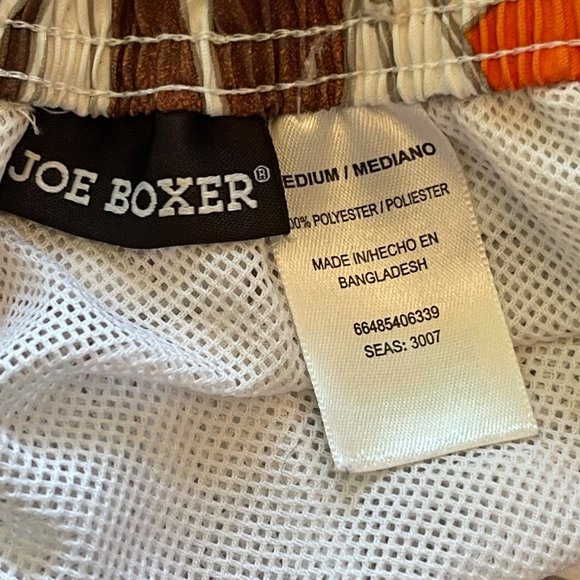 JOE BOXER®
EDIUM / MEDIANO
00% POLYESTER / POLIESTER
MADE IN/HECHO EN
BANGLADESH
66485406339
SEAS: 3007